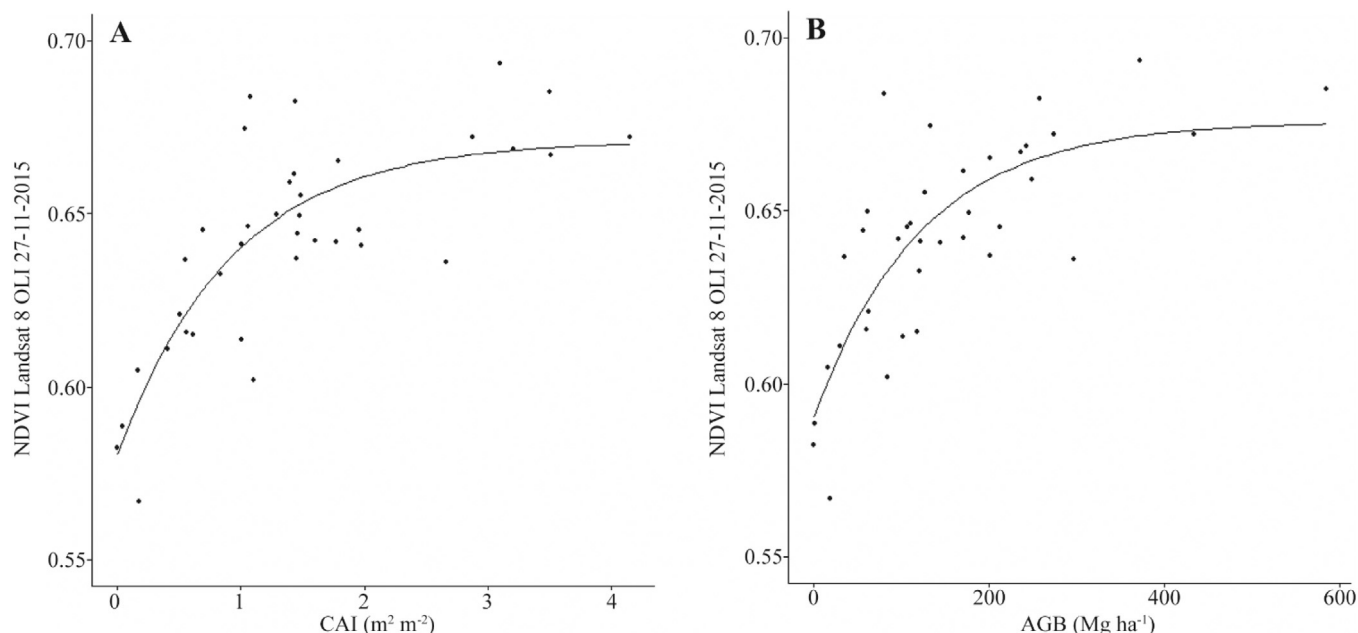 A
NDVI Landsat 8 OLI 27-11-2015
0.70
0.65
0.60
0.55
0 1 2 3 4
CAI (m² m⁻²)
B
NDVI Landsat 8 OLI 27-11-2015
0.70
0.65
0.60
0.55
0 200 400 600
AGB (Mg ha⁻¹)